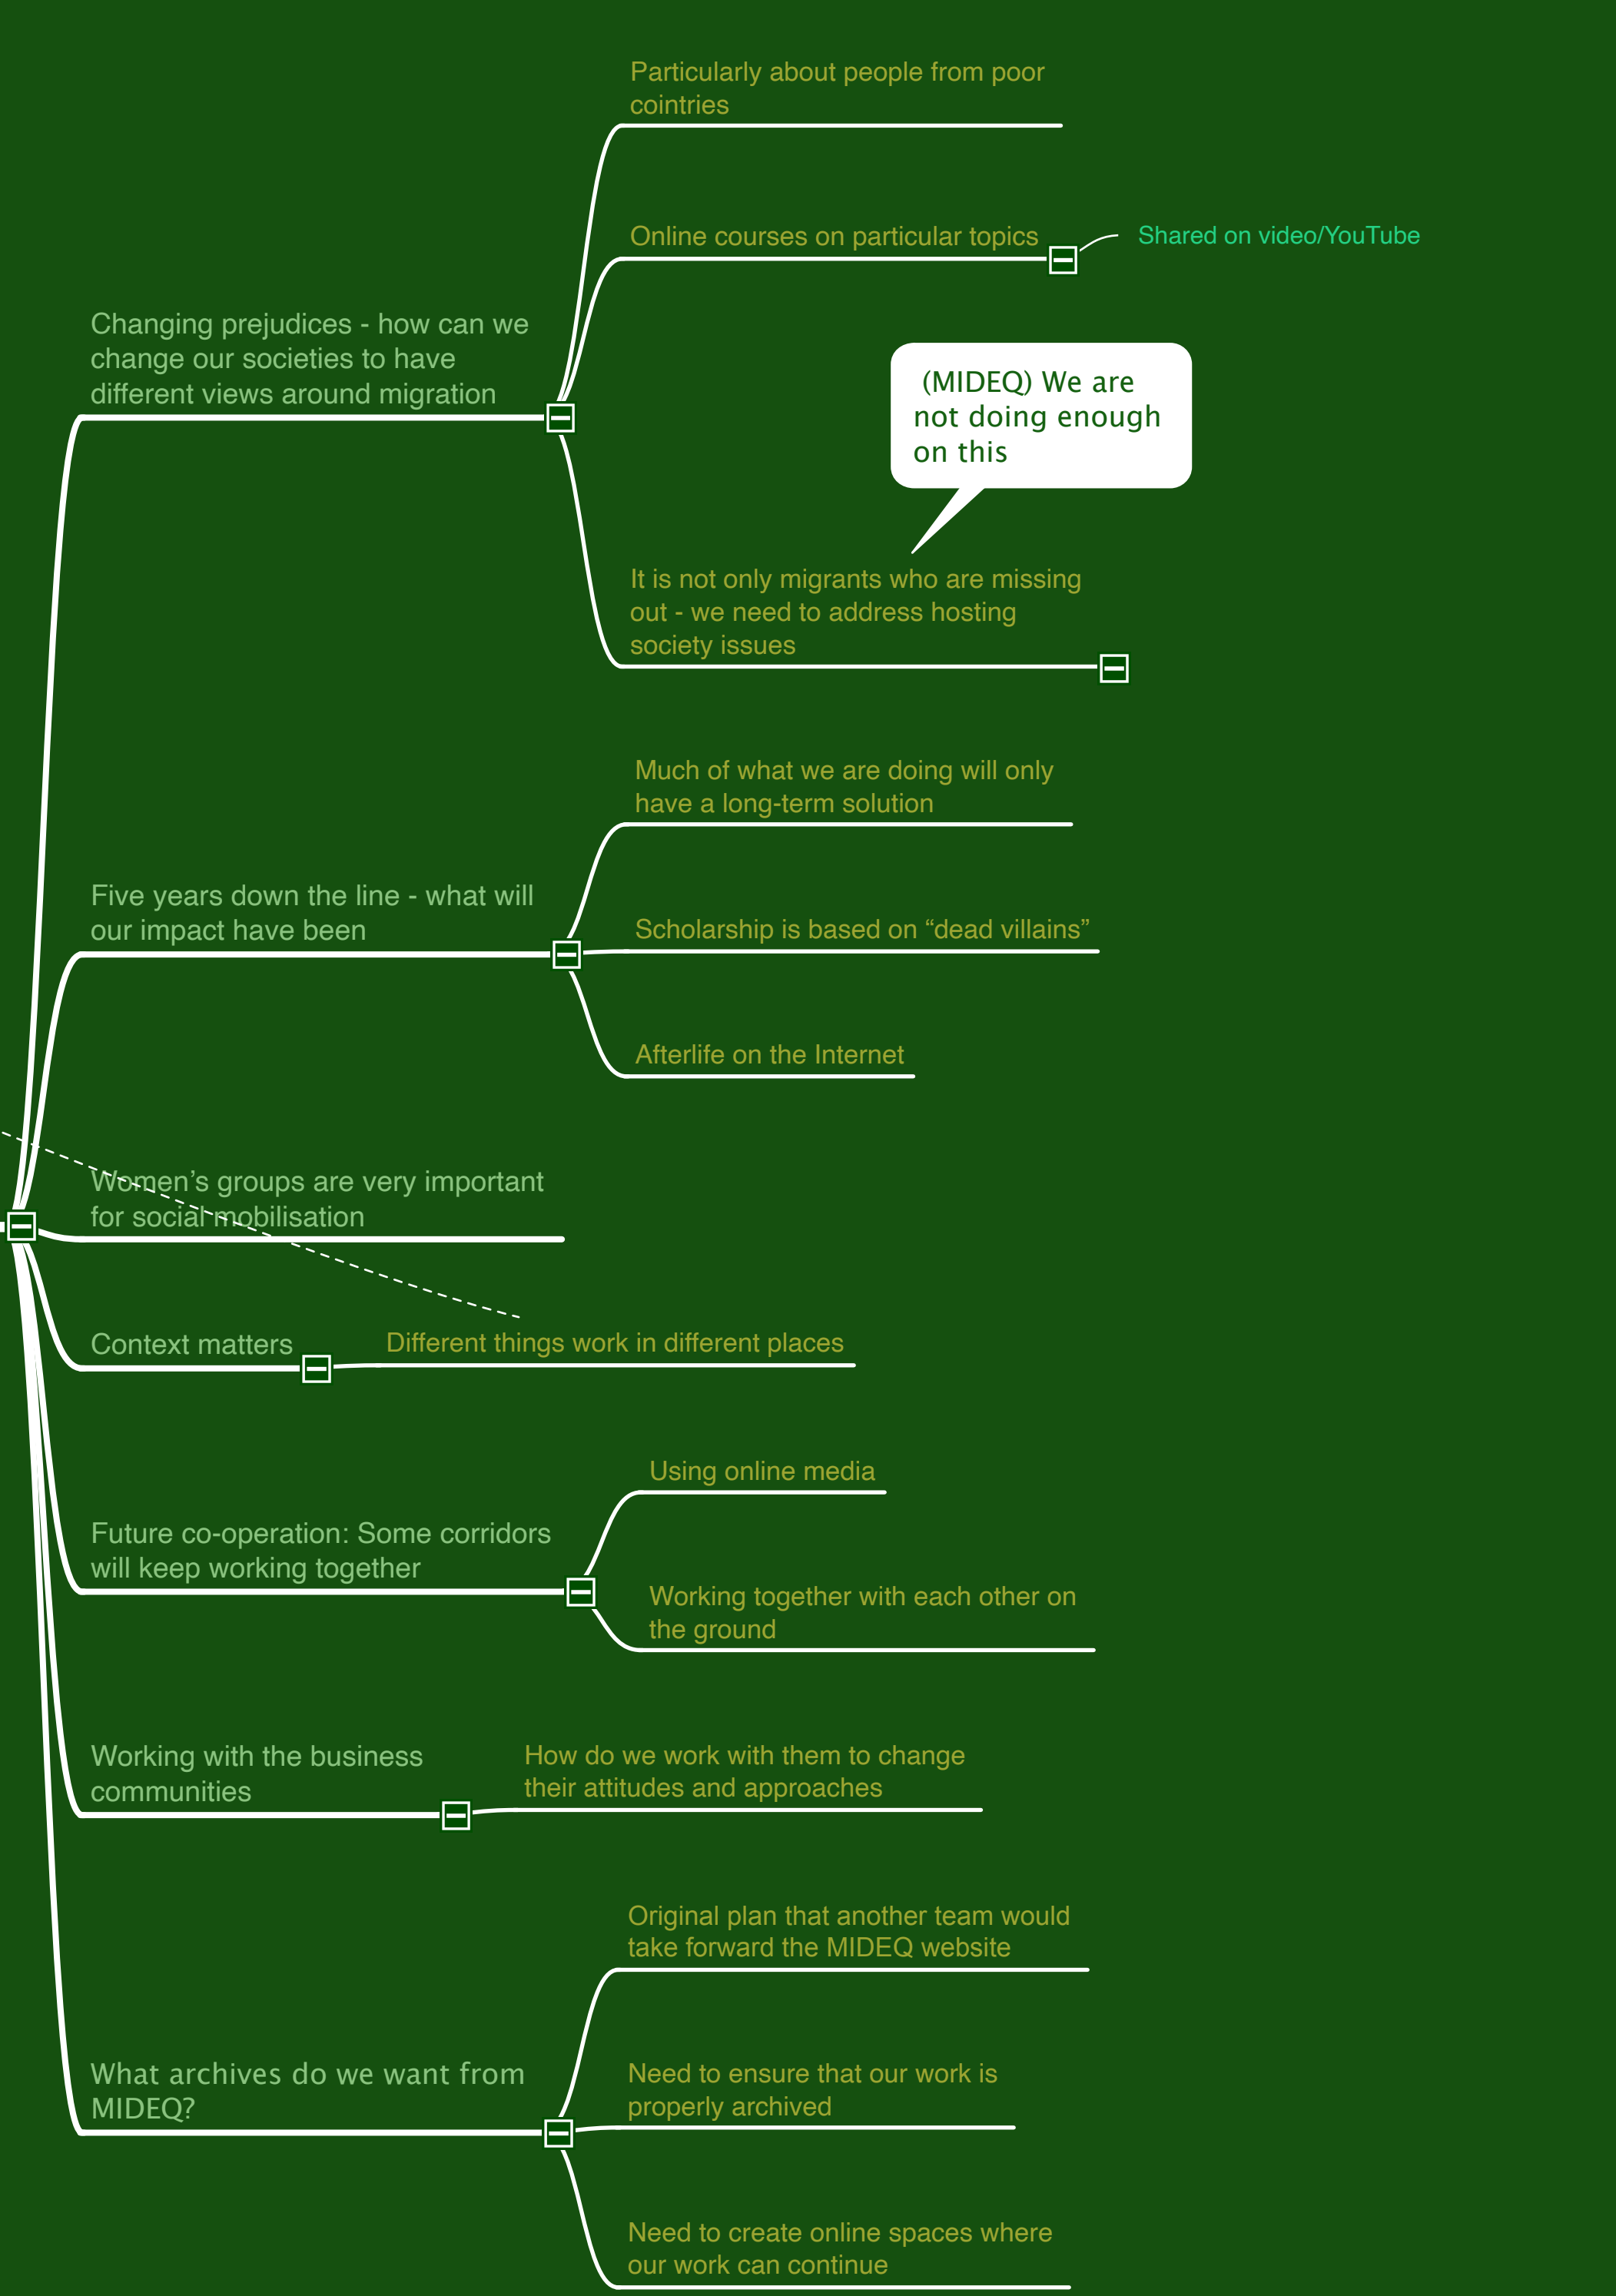 Particularly about people from poor
cointries
Online courses on particular topics
Shared on video/YouTube
Changing prejudices - how can we
change our societies to have
different views around migration
(MIDEQ) We are
not doing enough
on this
It is not only migrants who are missing
out - we need to address hosting
society issues
Much of what we are doing will only
have a long-term solution
Five years down the line - what will
our impact have been
Scholarship is based on “dead villains”
Afterlife on the Internet
Women’s groups are very important
for social mobilisation
Context matters
Different things work in different places
Using online media
Future co-operation: Some corridors
will keep working together
Working together with each other on
the ground
Working with the business
communities
How do we work with them to change
their attitudes and approaches
Original plan that another team would
take forward the MIDEQ website
What archives do we want from
MIDEQ?
Need to ensure that our work is
properly archived
Need to create online spaces where
our work can continue